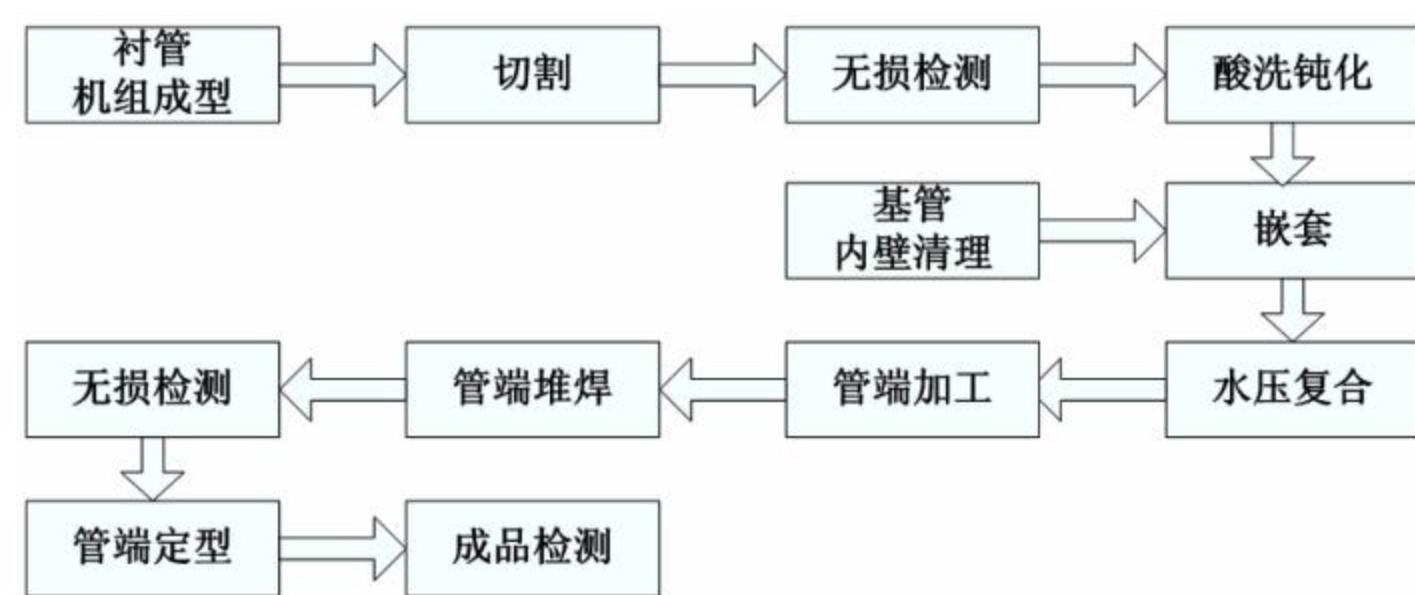 衬管
机组成型
切割
无损检测
酸洗钝化
基管
内壁清理
嵌套
无损检测
管端堆焊
管端加工
水压复合
管端定型
成品检测